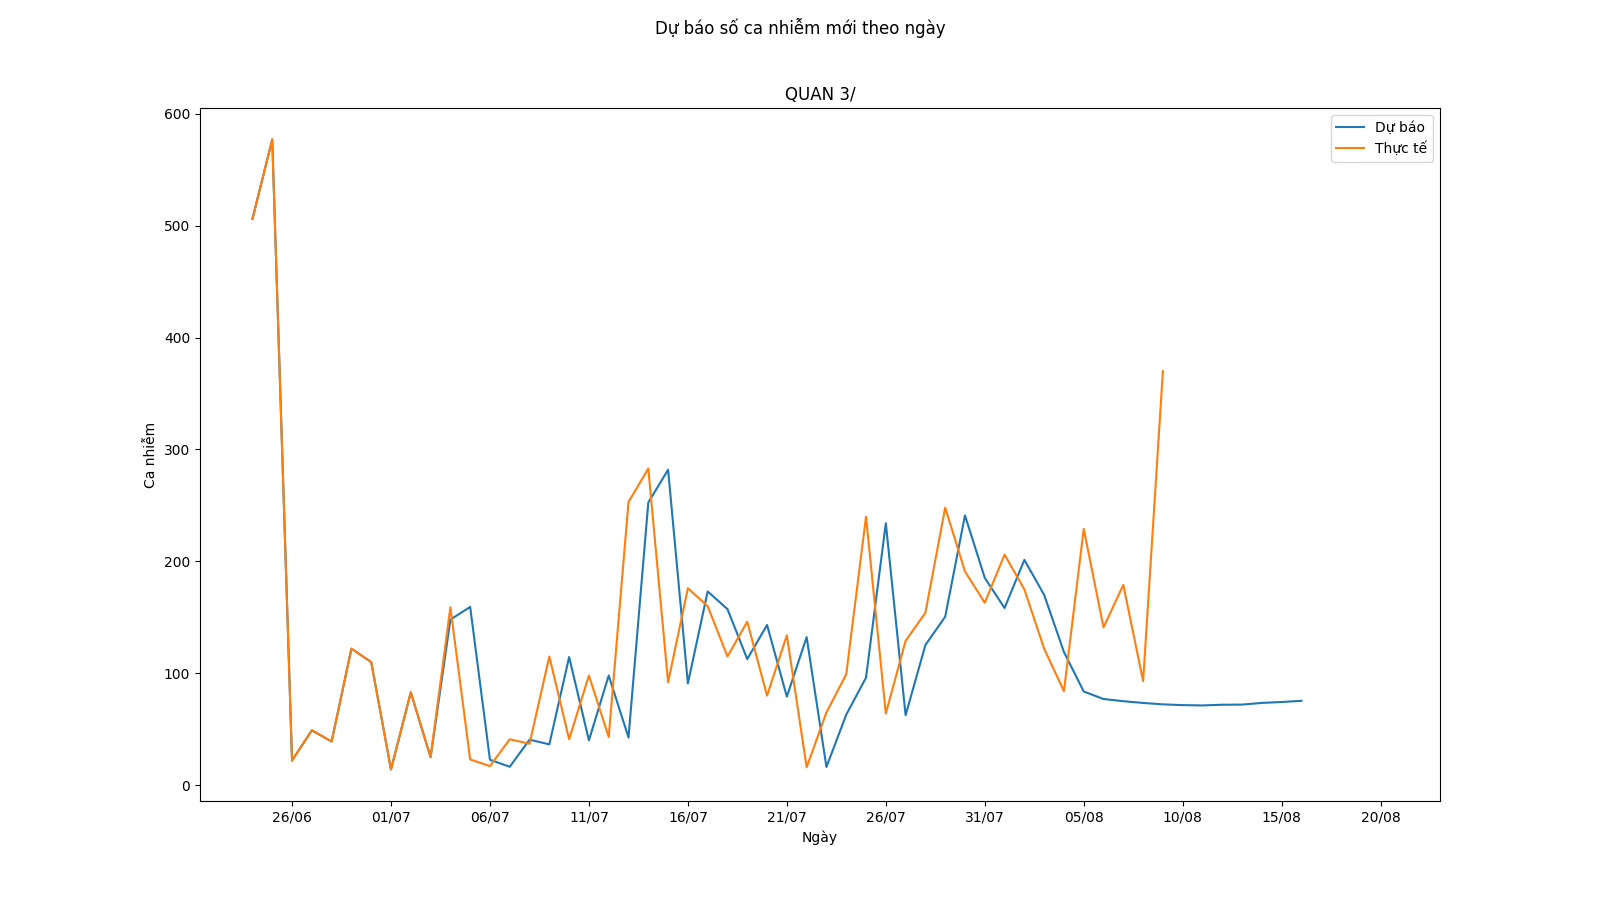 Dự báo số ca nhiễm mới theo ngày
QUAN 3/
Dự báo
Thực tế
600
500
400
300
200
100
0
Ca nhiễm
26/06 01/07 06/07 11/07 16/07 21/07 26/07 31/07 05/08 10/08 15/08 20/08
Ngày